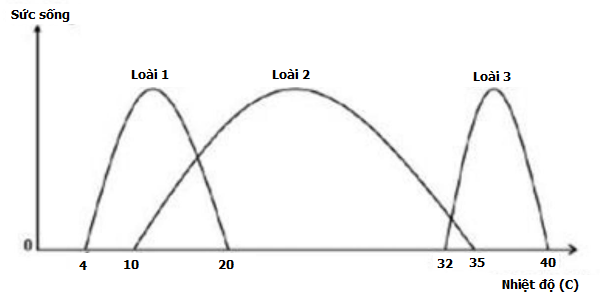 Sức sống
Loài 1
Loài 2
Loài 3
0
4
10
20
32
35
40
Nhiệt độ (C)